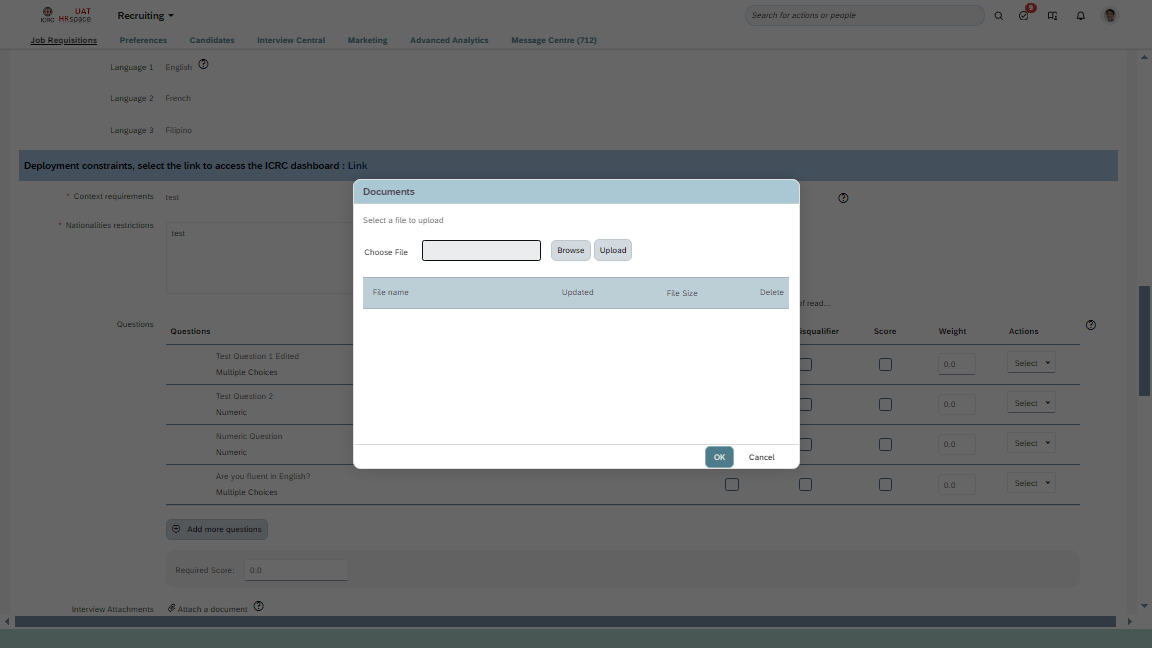 ICRC
UAT
HRspace
Recruiting
Search for actions or people
9
Job Requisitions
Preferences
Candidates
Interview Central
Marketing
Advanced Analytics
Message Centre (712)
Language 1 English
Language 2 French
Language 3 Filipino
Deployment constraints, select the link to access the ICRC dashboard : Link
* Context requirements test
* Nationalities restrictions test
Documents
Select a file to upload
Choose File
Browse
Upload
File name Updated File Size Delete
OK
Cancel
of read...
Questions
Questions isqualifier Score Weight Actions
Test Question 1 Edited
Multiple Choices
0.0 Select
Test Question 2
Numeric
0.0 Select
Numeric Question
Numeric
0.0 Select
Are you fluent in English?
Multiple Choices
0.0 Select
Add more questions
Required Score: 0.0
Interview Attachments Attach a document